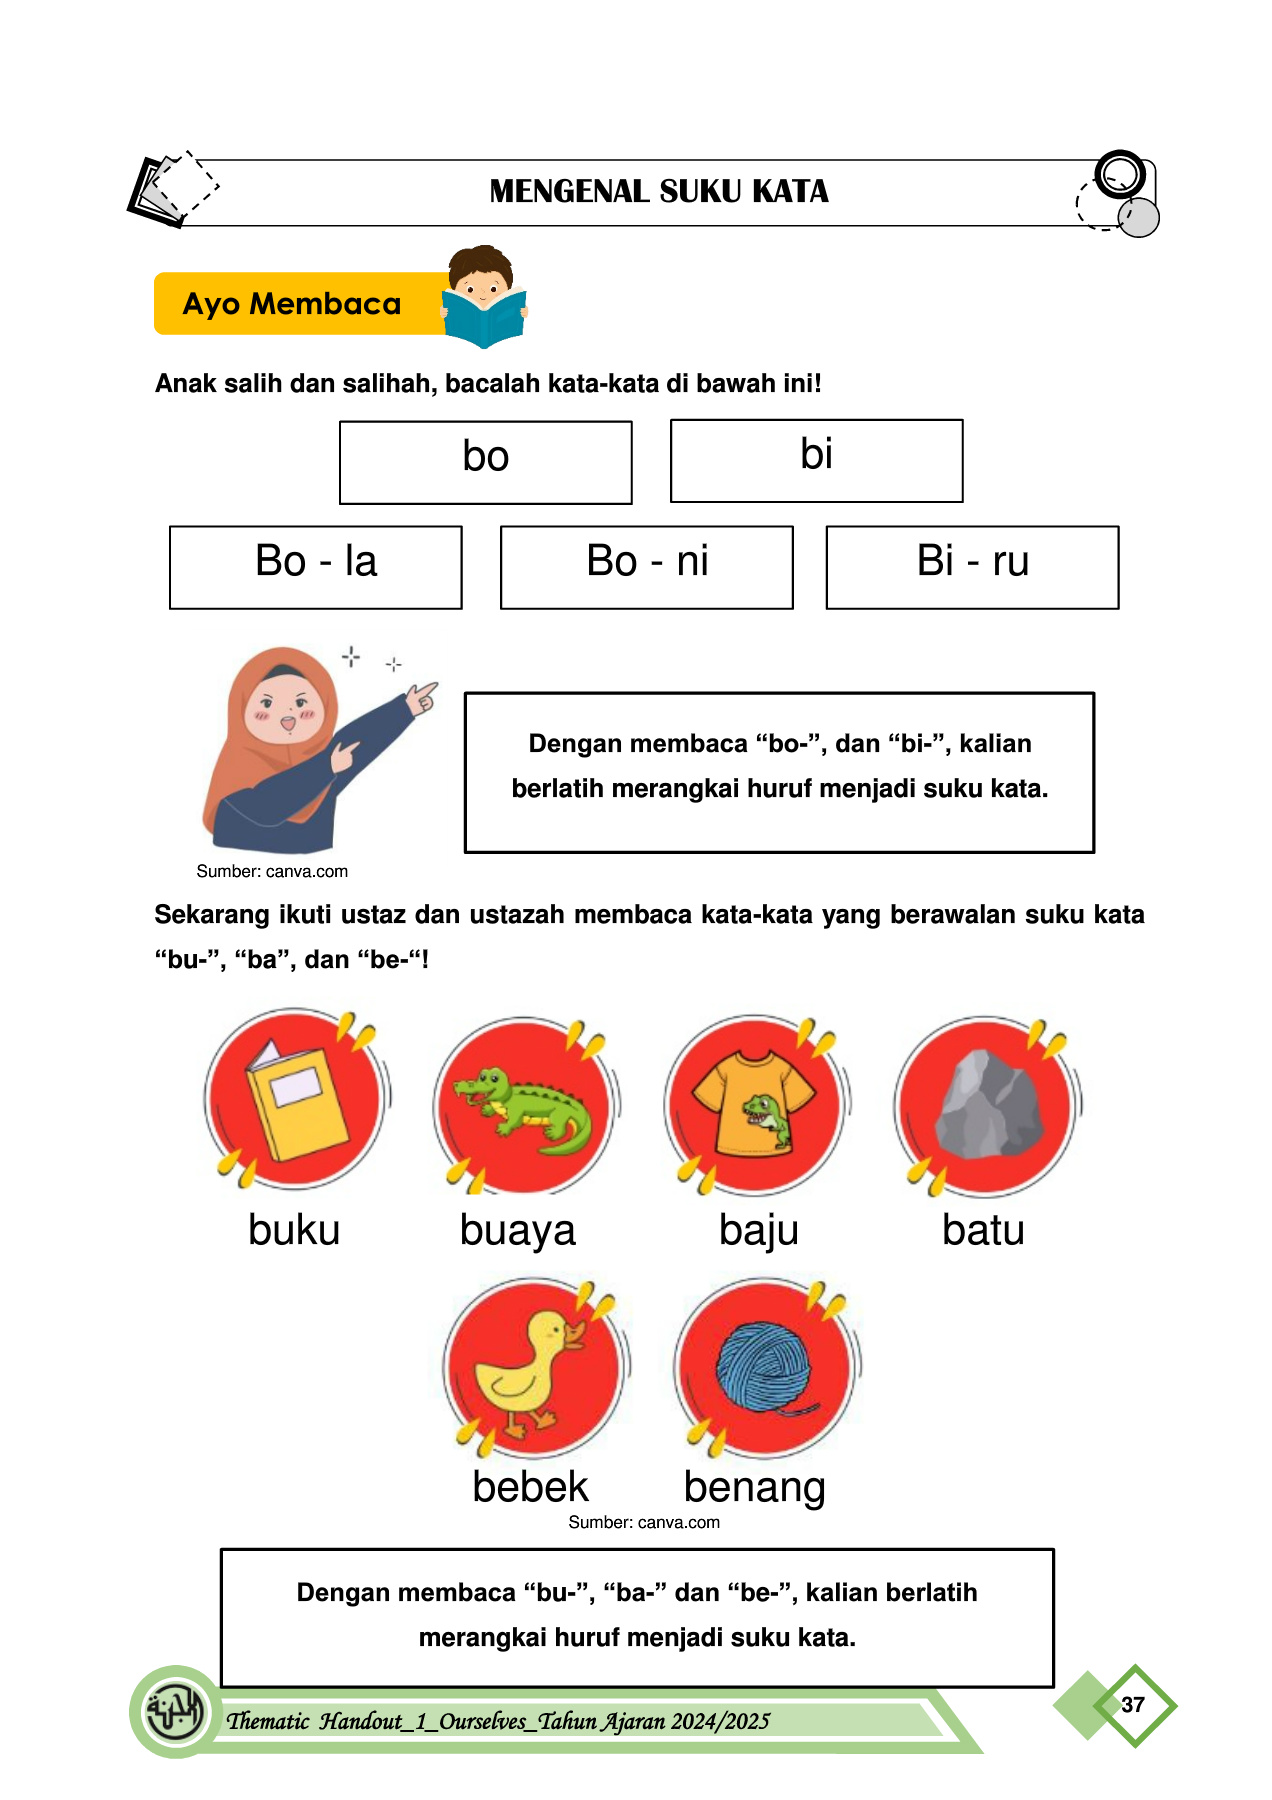 MENGENAL SUKU KATA
Ayo Membaca
Anak salih dan salihah, bacalah kata-kata di bawah ini!
bo
bi
Bo - la
Bo - ni
Bi - ru
Dengan membaca “bo-”, dan “bi-”, kalian
berlatih merangkai huruf menjadi suku kata.
Sumber: canva.com
Sekarang ikuti ustaz dan ustazah membaca kata-kata yang berawalan suku kata
“bu-”, “ba”, dan “be-“!
buku
buaya
baju
batu
bebek
benang
Sumber: canva.com
Dengan membaca “bu-”, “ba-” dan “be-”, kalian berlatih
merangkai huruf menjadi suku kata.
Thematic Handout_1_Ourselves_Tahun Ajaran 2024/2025
37